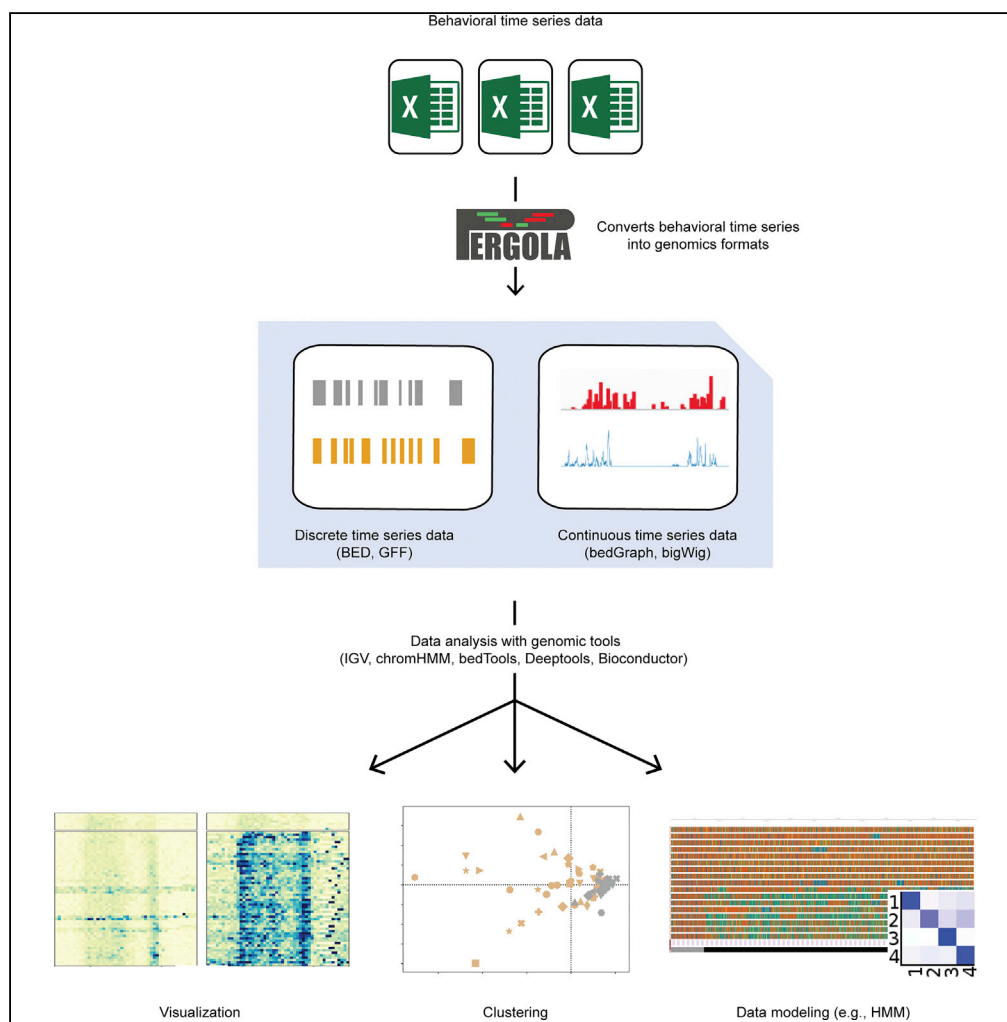 Behavioral time series data
X X X
PERGOLA
Converts behavioral time series
into genomics formats
Discrete time series data
(BED, GFF)
Continuous time series data
(bedGraph, bigWig)
Data analysis with genomic tools
(IGV, chromHMM, bedTools, Deeptools, Bioconductor)
1
2
3
4
1 2 3 4
Visualization
Clustering
Data modeling (e.g., HMM)